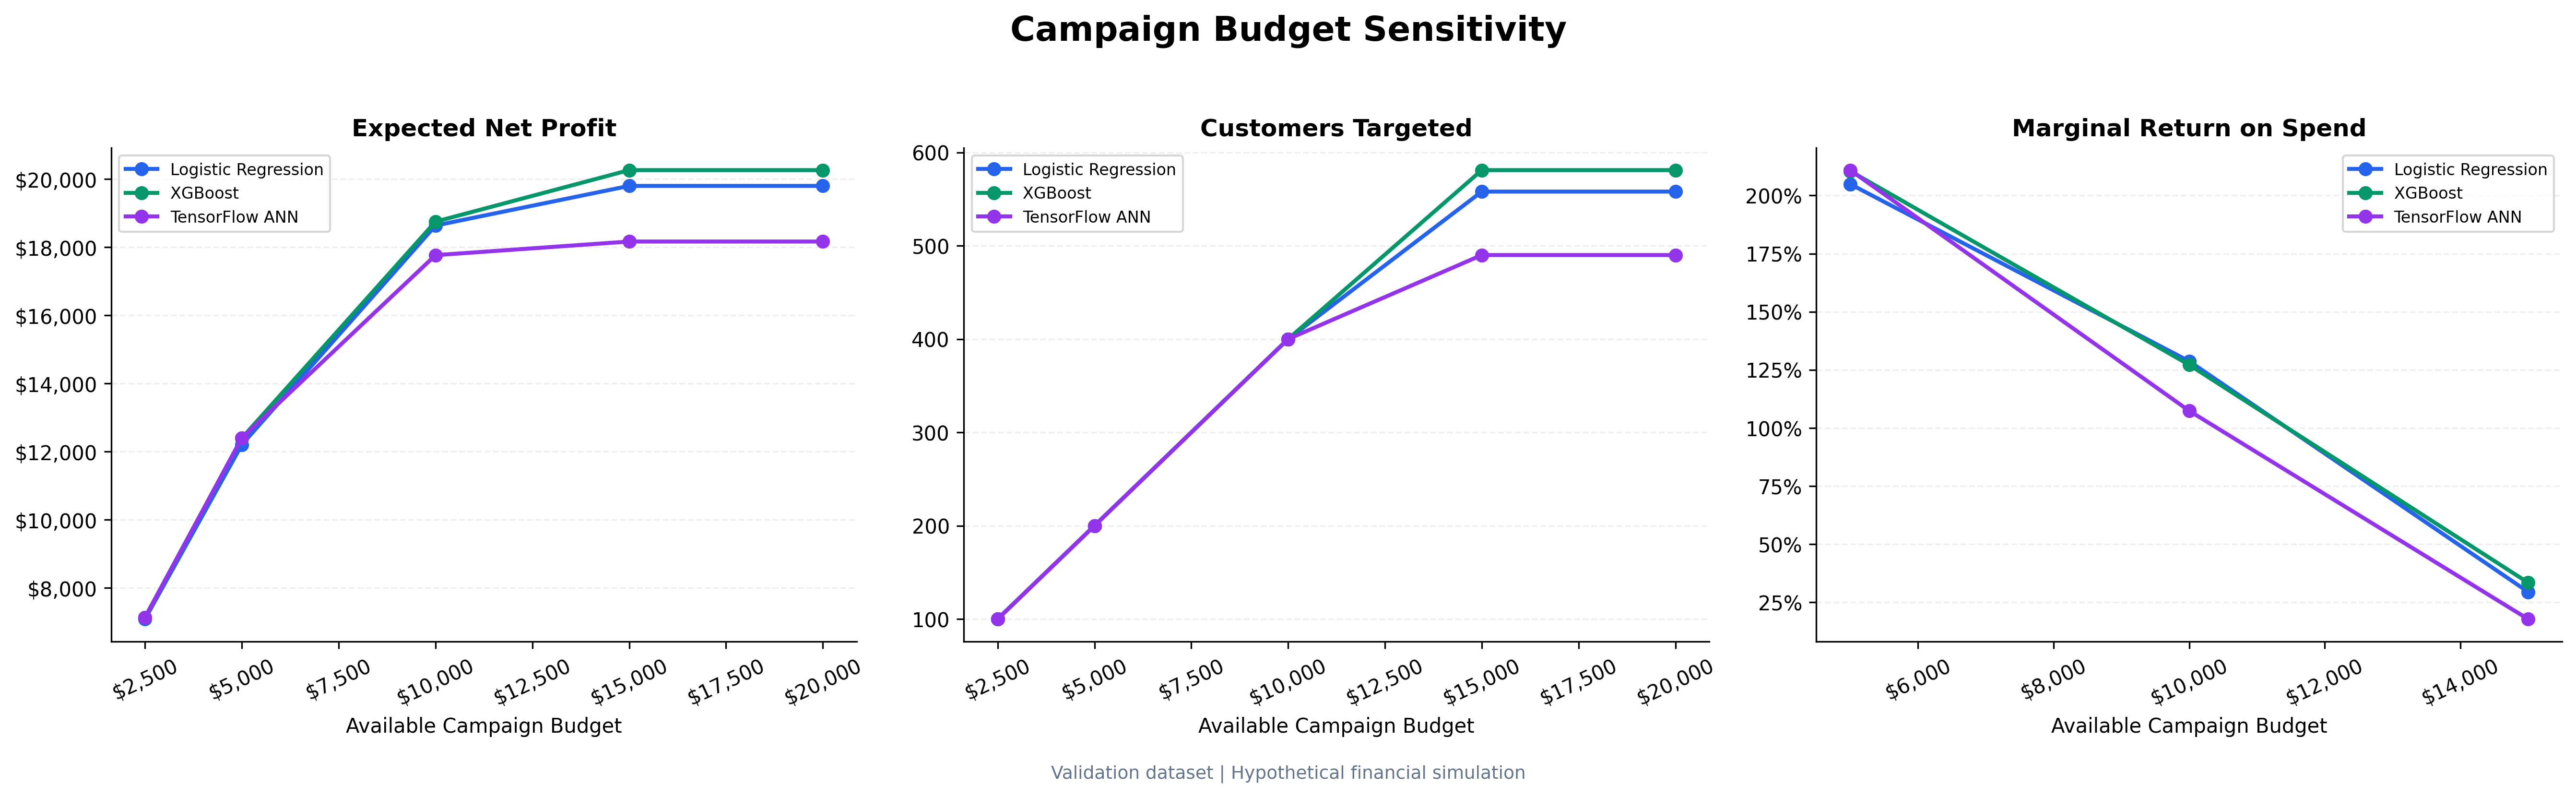 Campaign Budget Sensitivity
Expected Net Profit
Logistic Regression
XGBoost
TensorFlow ANN
$20,000
$18,000
$16,000
$14,000
$12,000
$10,000
$8,000
$2,500
$5,000
$7,500
$10,000
$12,500
$15,000
$17,500
$20,000
Available Campaign Budget
Customers Targeted
Logistic Regression
XGBoost
TensorFlow ANN
600
500
400
300
200
100
$2,500
$5,000
$7,500
$10,000
$12,500
$15,000
$17,500
$20,000
Available Campaign Budget
Marginal Return on Spend
Logistic Regression
XGBoost
TensorFlow ANN
200%
175%
150%
125%
100%
75%
50%
25%
$6,000
$8,000
$10,000
$12,000
$14,000
Available Campaign Budget
Validation dataset | Hypothetical financial simulation